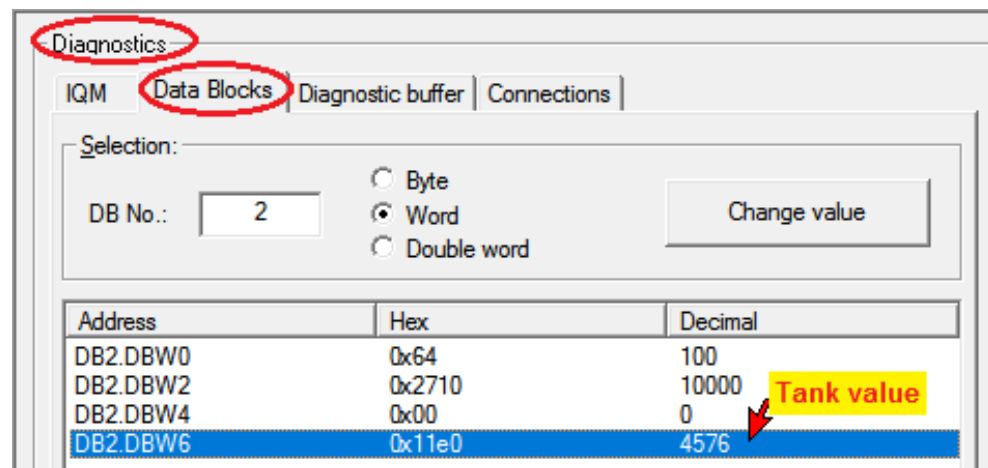 Diagnostics
IQM Data Blocks Diagnostic buffer Connections
Selection:
Byte
DB No.: 2 Word Change value
Double word
Address Hex Decimal
DB2.DBW0 0x64 100
DB2.DBW2 0x2710 10000
Tank value
DB2.DBW4 0x00 0
DB2.DBW6 0x11e0 4576